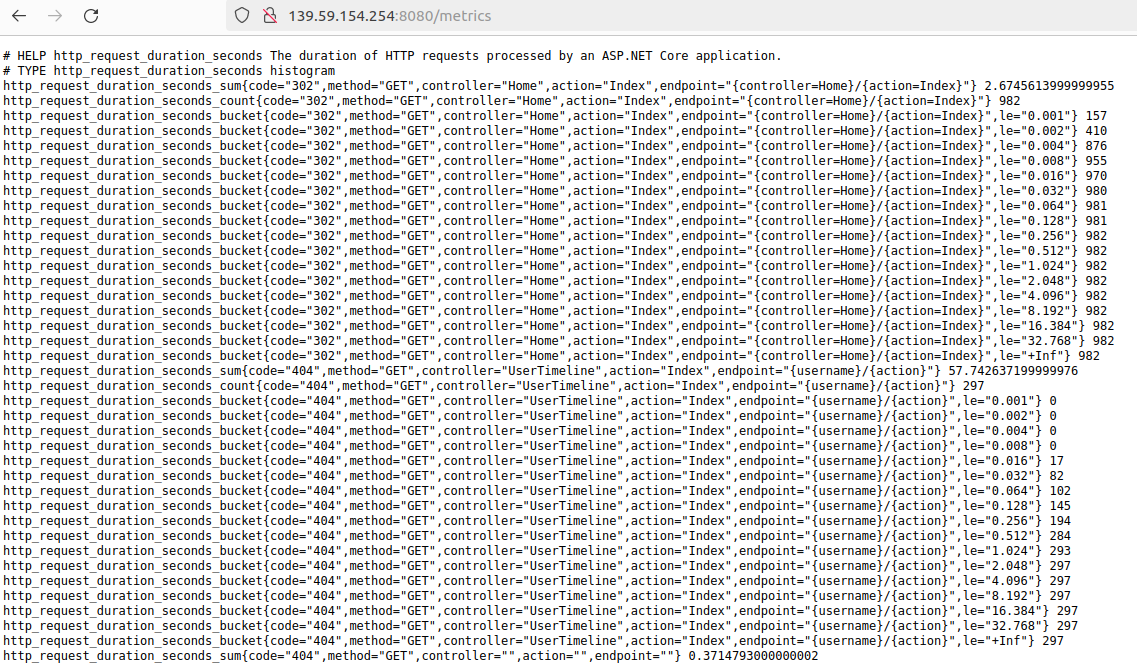 139.59.154.254:8080/metrics
# HELP http_request_duration_seconds The duration of HTTP requests processed by an ASP.NET Core application.
# TYPE http_request_duration_seconds histogram
http_request_duration_seconds_sum{code="302",method="GET",controller="Home",action="Index",endpoint="{controller=Home}/{action=Index}"} 2.6745613999999955
http_request_duration_seconds_count{code="302",method="GET",controller="Home",action="Index",endpoint="{controller=Home}/{action=Index}"} 982
http_request_duration_seconds_bucket{code="302",method="GET",controller="Home",action="Index",endpoint="{controller=Home}/{action=Index}",le="0.001"} 157
http_request_duration_seconds_bucket{code="302",method="GET",controller="Home",action="Index",endpoint="{controller=Home}/{action=Index}",le="0.002"} 410
http_request_duration_seconds_bucket{code="302",method="GET",controller="Home",action="Index",endpoint="{controller=Home}/{action=Index}",le="0.004"} 876
http_request_duration_seconds_bucket{code="302",method="GET",controller="Home",action="Index",endpoint="{controller=Home}/{action=Index}",le="0.008"} 955
http_request_duration_seconds_bucket{code="302",method="GET",controller="Home",action="Index",endpoint="{controller=Home}/{action=Index}",le="0.016"} 970
http_request_duration_seconds_bucket{code="302",method="GET",controller="Home",action="Index",endpoint="{controller=Home}/{action=Index}",le="0.032"} 980
http_request_duration_seconds_bucket{code="302",method="GET",controller="Home",action="Index",endpoint="{controller=Home}/{action=Index}",le="0.064"} 981
http_request_duration_seconds_bucket{code="302",method="GET",controller="Home",action="Index",endpoint="{controller=Home}/{action=Index}",le="0.128"} 981
http_request_duration_seconds_bucket{code="302",method="GET",controller="Home",action="Index",endpoint="{controller=Home}/{action=Index}",le="0.256"} 982
http_request_duration_seconds_bucket{code="302",method="GET",controller="Home",action="Index",endpoint="{controller=Home}/{action=Index}",le="0.512"} 982
http_request_duration_seconds_bucket{code="302",method="GET",controller="Home",action="Index",endpoint="{controller=Home}/{action=Index}",le="1.024"} 982
http_request_duration_seconds_bucket{code="302",method="GET",controller="Home",action="Index",endpoint="{controller=Home}/{action=Index}",le="2.048"} 982
http_request_duration_seconds_bucket{code="302",method="GET",controller="Home",action="Index",endpoint="{controller=Home}/{action=Index}",le="4.096"} 982
http_request_duration_seconds_bucket{code="302",method="GET",controller="Home",action="Index",endpoint="{controller=Home}/{action=Index}",le="8.192"} 982
http_request_duration_seconds_bucket{code="302",method="GET",controller="Home",action="Index",endpoint="{controller=Home}/{action=Index}",le="16.384"} 982
http_request_duration_seconds_bucket{code="302",method="GET",controller="Home",action="Index",endpoint="{controller=Home}/{action=Index}",le="32.768"} 982
http_request_duration_seconds_bucket{code="302",method="GET",controller="Home",action="Index",endpoint="{controller=Home}/{action=Index}",le="+Inf"} 982
http_request_duration_seconds_sum{code="404",method="GET",controller="UserTimeline",action="Index",endpoint="{username}/{action}"} 57.742637199999976
http_request_duration_seconds_count{code="404",method="GET",controller="UserTimeline",action="Index",endpoint="{username}/{action}"} 297
http_request_duration_seconds_bucket{code="404",method="GET",controller="UserTimeline",action="Index",endpoint="{username}/{action}",le="0.001"} 0
http_request_duration_seconds_bucket{code="404",method="GET",controller="UserTimeline",action="Index",endpoint="{username}/{action}",le="0.002"} 0
http_request_duration_seconds_bucket{code="404",method="GET",controller="UserTimeline",action="Index",endpoint="{username}/{action}",le="0.004"} 0
http_request_duration_seconds_bucket{code="404",method="GET",controller="UserTimeline",action="Index",endpoint="{username}/{action}",le="0.008"} 0
http_request_duration_seconds_bucket{code="404",method="GET",controller="UserTimeline",action="Index",endpoint="{username}/{action}",le="0.016"} 17
http_request_duration_seconds_bucket{code="404",method="GET",controller="UserTimeline",action="Index",endpoint="{username}/{action}",le="0.032"} 82
http_request_duration_seconds_bucket{code="404",method="GET",controller="UserTimeline",action="Index",endpoint="{username}/{action}",le="0.064"} 102
http_request_duration_seconds_bucket{code="404",method="GET",controller="UserTimeline",action="Index",endpoint="{username}/{action}",le="0.128"} 145
http_request_duration_seconds_bucket{code="404",method="GET",controller="UserTimeline",action="Index",endpoint="{username}/{action}",le="0.256"} 194
http_request_duration_seconds_bucket{code="404",method="GET",controller="UserTimeline",action="Index",endpoint="{username}/{action}",le="0.512"} 284
http_request_duration_seconds_bucket{code="404",method="GET",controller="UserTimeline",action="Index",endpoint="{username}/{action}",le="1.024"} 293
http_request_duration_seconds_bucket{code="404",method="GET",controller="UserTimeline",action="Index",endpoint="{username}/{action}",le="2.048"} 297
http_request_duration_seconds_bucket{code="404",method="GET",controller="UserTimeline",action="Index",endpoint="{username}/{action}",le="4.096"} 297
http_request_duration_seconds_bucket{code="404",method="GET",controller="UserTimeline",action="Index",endpoint="{username}/{action}",le="8.192"} 297
http_request_duration_seconds_bucket{code="404",method="GET",controller="UserTimeline",action="Index",endpoint="{username}/{action}",le="16.384"} 297
http_request_duration_seconds_bucket{code="404",method="GET",controller="UserTimeline",action="Index",endpoint="{username}/{action}",le="32.768"} 297
http_request_duration_seconds_bucket{code="404",method="GET",controller="UserTimeline",action="Index",endpoint="{username}/{action}",le="+Inf"} 297
http_request_duration_seconds_sum{code="404",method="GET",controller="",action="",endpoint=""} 0.3714793000000002